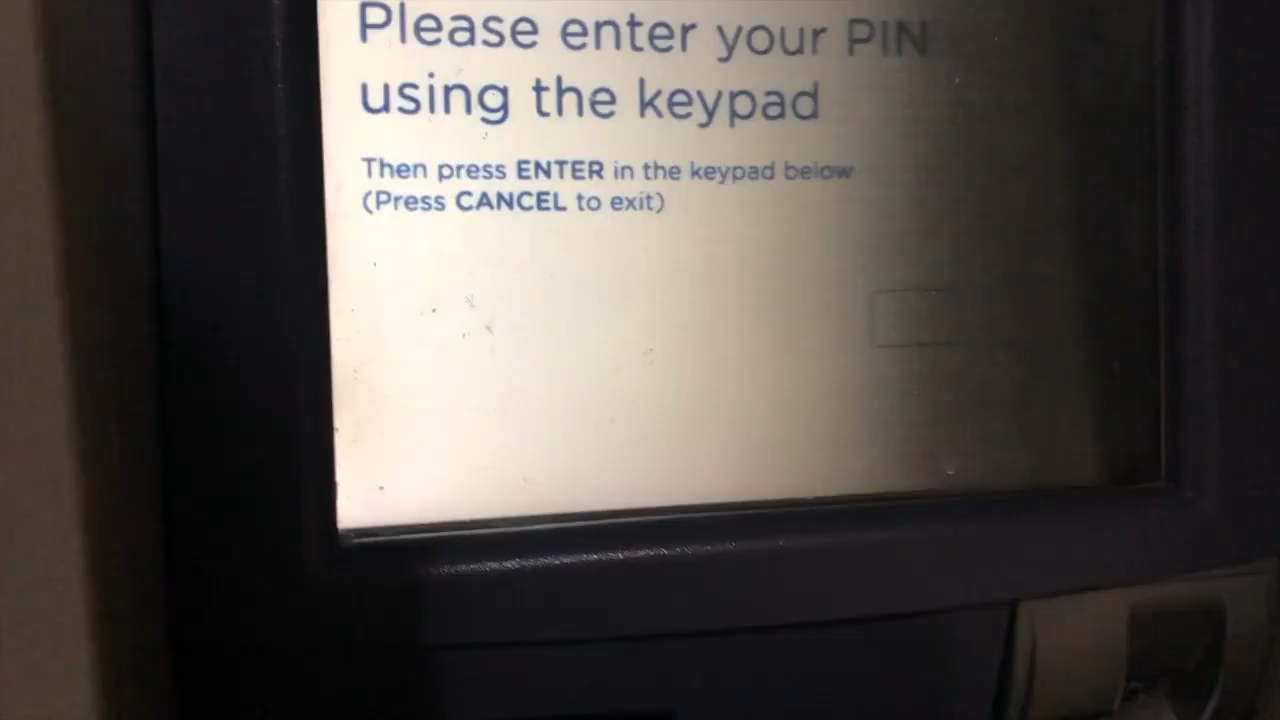 Please enter your PIN
using the keypad
Then press ENTER in the keypad below
(Press CANCEL to exit)